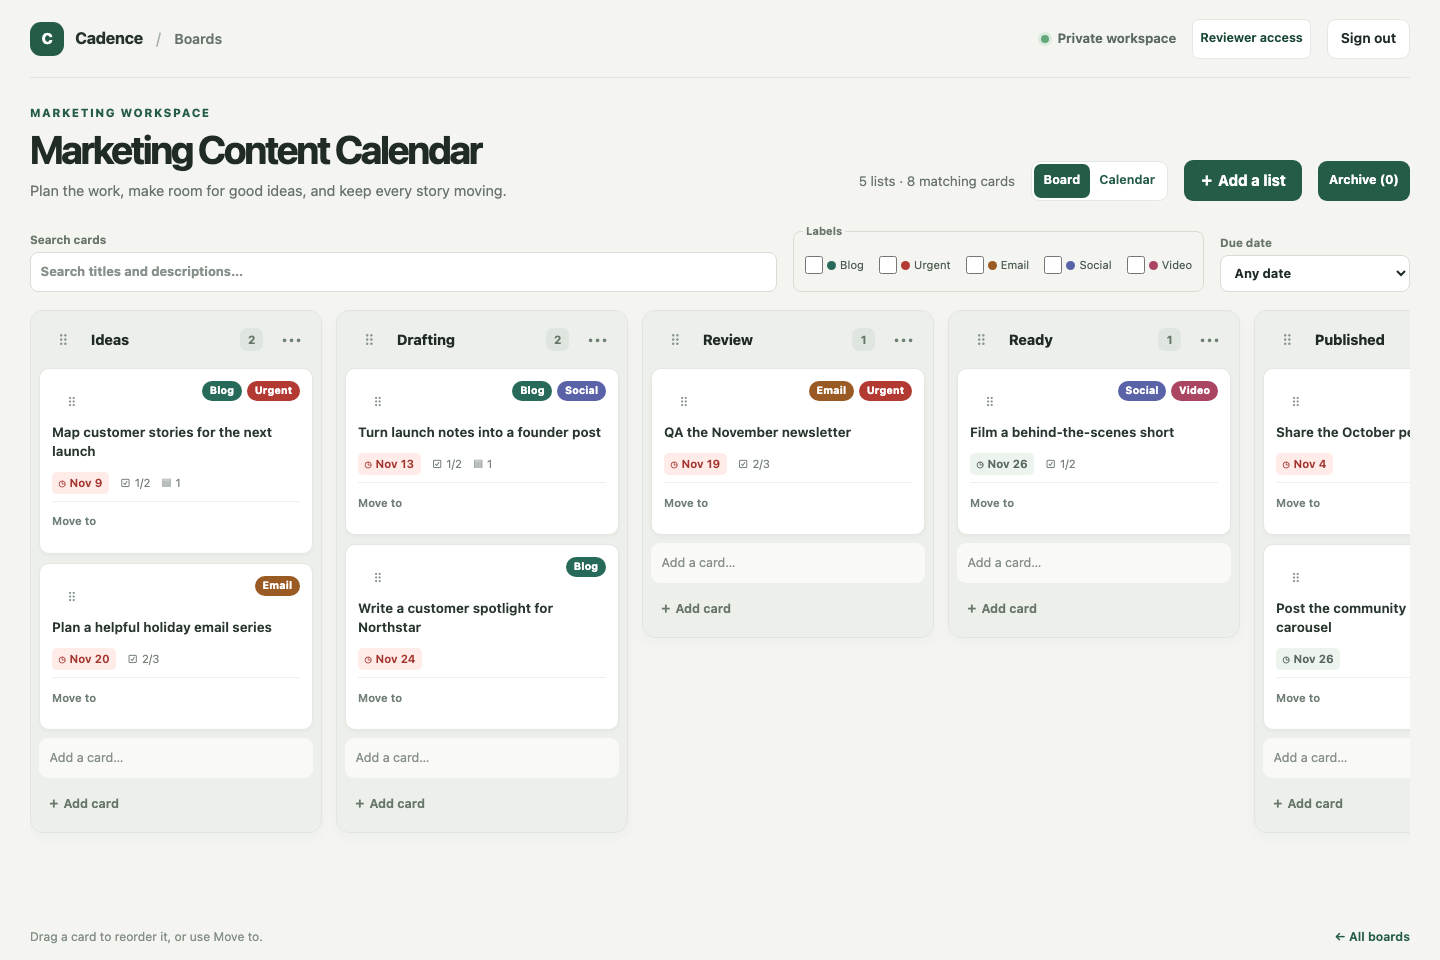 C Cadence / Boards
Private workspace
Reviewer access
Sign out
MARKETING WORKSPACE
Marketing Content Calendar
Plan the work, make room for good ideas, and keep every story moving.
5 lists · 8 matching cards
Board
Calendar
+ Add a list
Archive (0)
Search cards
Search titles and descriptions...
Labels
Blog
Urgent
Email
Social
Video
Due date
Any date
Ideas
2
Blog
Urgent
Map customer stories for the next
launch
Nov 9
1/2
1
Move to
Email
Plan a helpful holiday email series
Nov 20
2/3
Move to
Add a card...
+ Add card
Drafting
2
Blog
Social
Turn launch notes into a founder post
Nov 13
1/2
1
Move to
Blog
Write a customer spotlight for
Northstar
Nov 24
Move to
Add a card...
+ Add card
Review
1
Email
Urgent
QA the November newsletter
Nov 19
2/3
Move to
Add a card...
+ Add card
Ready
1
Social
Video
Film a behind-the-scenes short
Nov 26
1/2
Move to
Add a card...
+ Add card
Published
Share the October
Nov 4
Move to
Post the community
carousel
Nov 26
Move to
Add a card...
+ Add card
Drag a card to reorder it, or use Move to.
← All boards